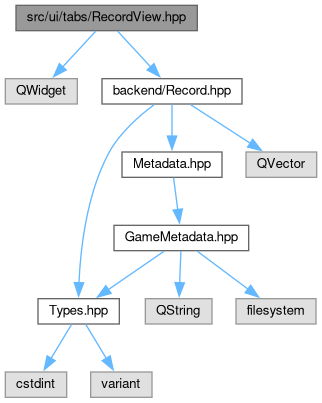 src/ui/tabs/RecordView.hpp
QWidget
backend/Record.hpp
Metadata.hpp
QVector
GameMetadata.hpp
Types.hpp
QString
filesystem
cstdint
variant